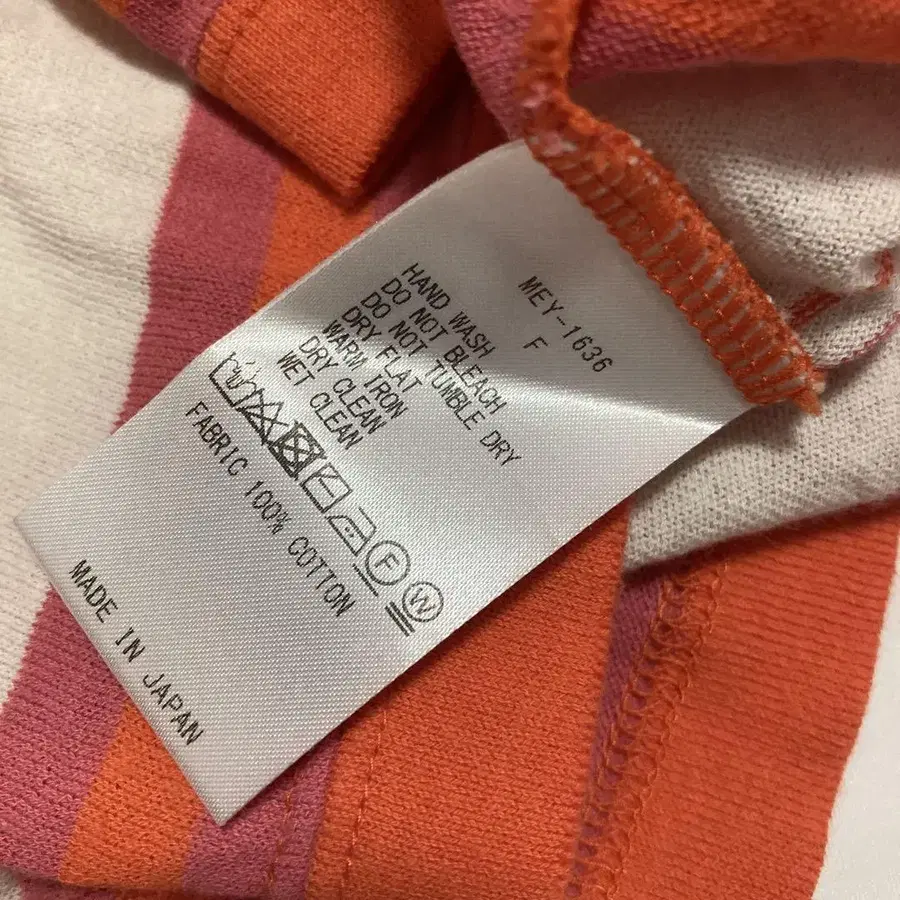 MEY-1636
F
HAND WASH
DO NOT BLEACH
DO NOT TUMBLE DRY
DRY FLAT
WARM IRON
DRY CLEAN
WET CLEAN
F
W
FABRIC 100% COTTON
MADE IN JAPAN